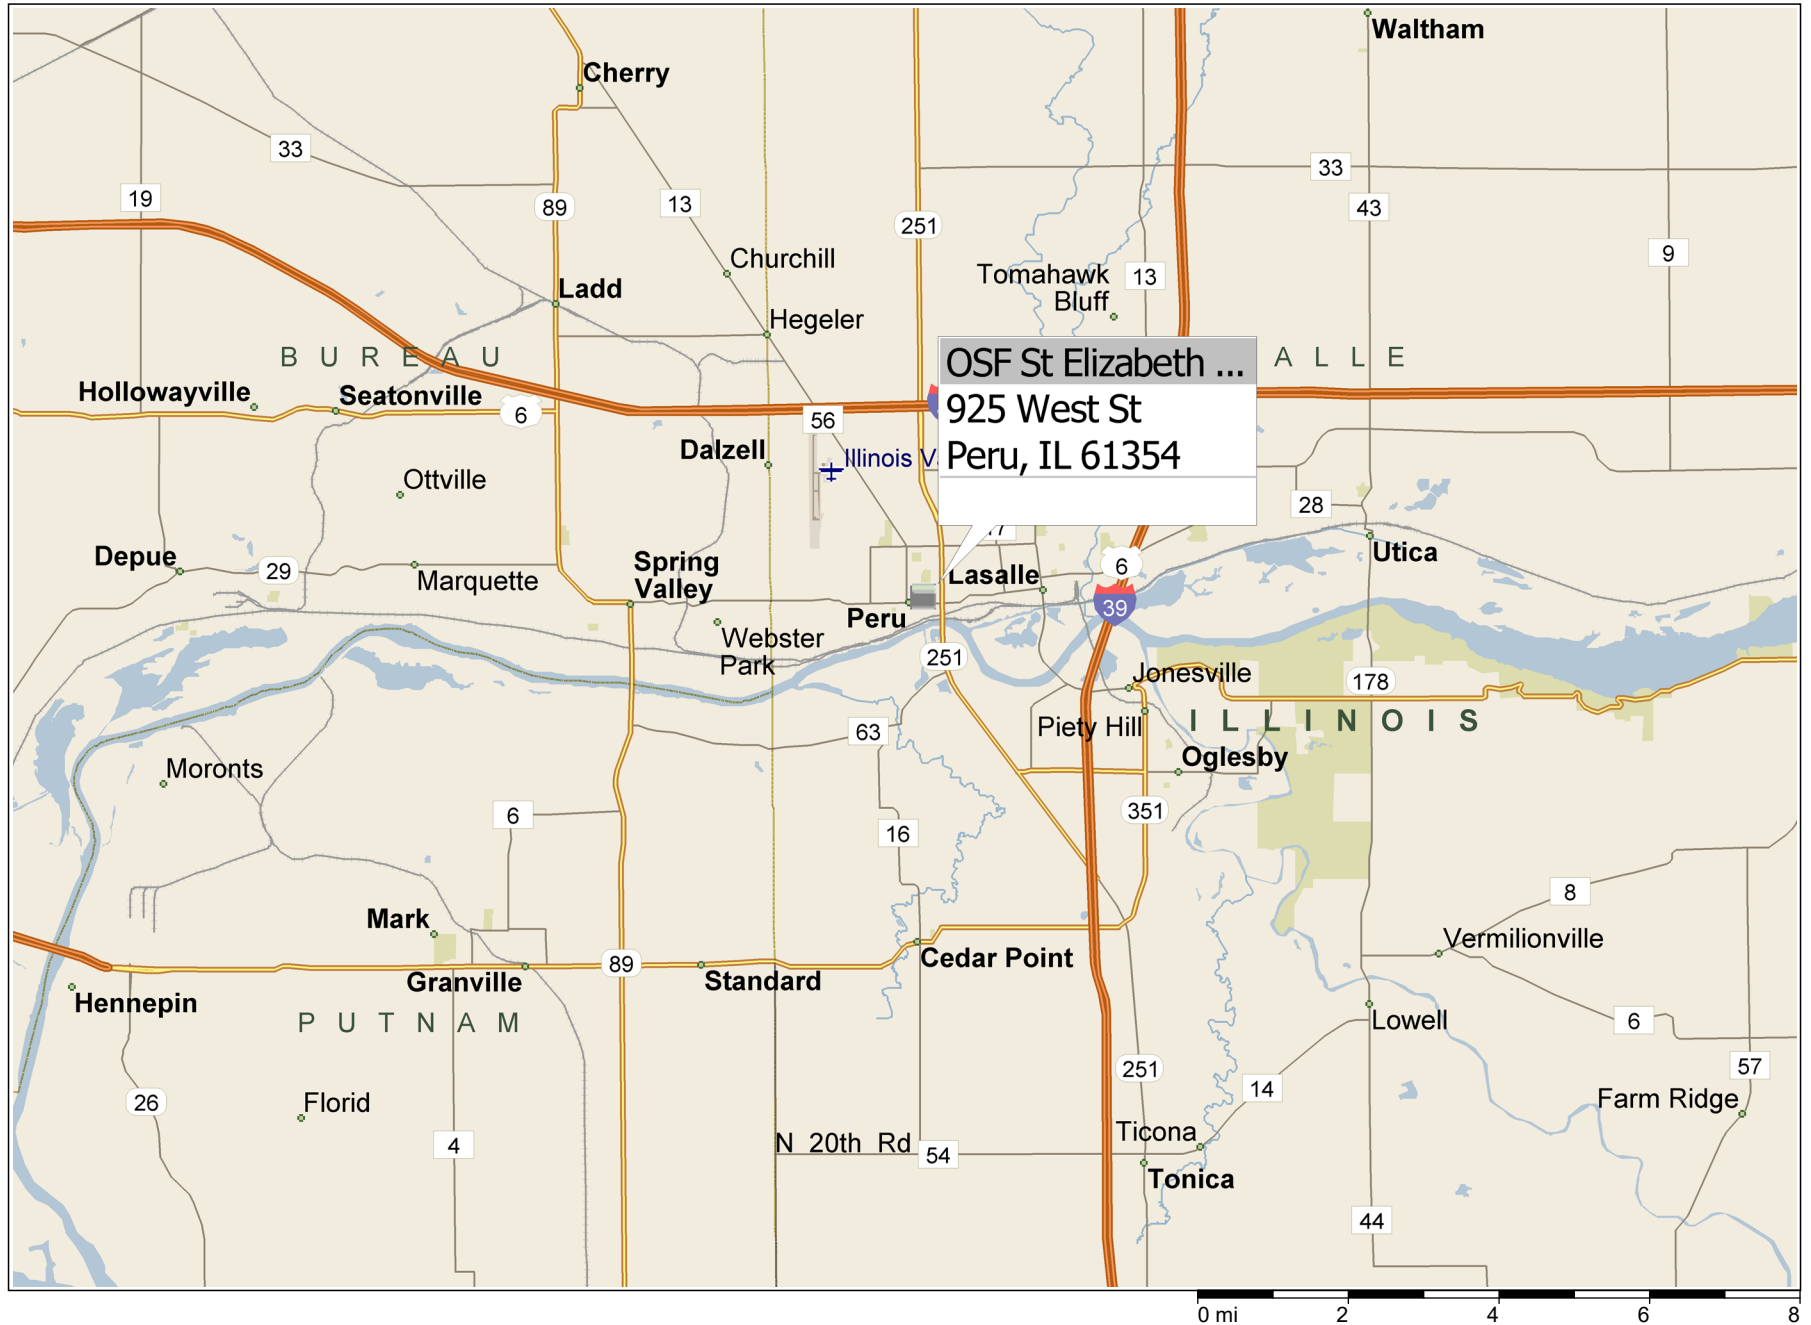 Waltham
Cherry
33
33
19
89
13
43
251
9
Churchill
Tomahawk
Bluff
13
Ladd
Hegeler
BUREAU
OSF St Elizabeth ...
ALLE
925 West St
Peru, IL 61354
Hollowayville
Seatonville
6
56
Dalzell
Illinois V
Ottville
28
Depue
29
Marquette
Spring
Valley
Lasalle
6
Utica
39
Peru
Webster
Park
251
Jonesville
178
63
Piety Hill
ILLINOIS
Oglesby
Moronts
6
351
16
8
Mark
Vermilionville
Cedar Point
Granville
89
Standard
Hennepin
PUTNAM
Lowell
6
251
57
14
26
Florid
Farm Ridge
4
N 20th Rd
54
Ticona
Tonica
44
0 mi 2 4 6 8